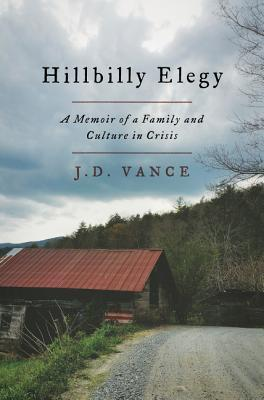 Hillbilly Elegy
A Memoir of a Family and
Culture in Crisis
J.D. VANCE